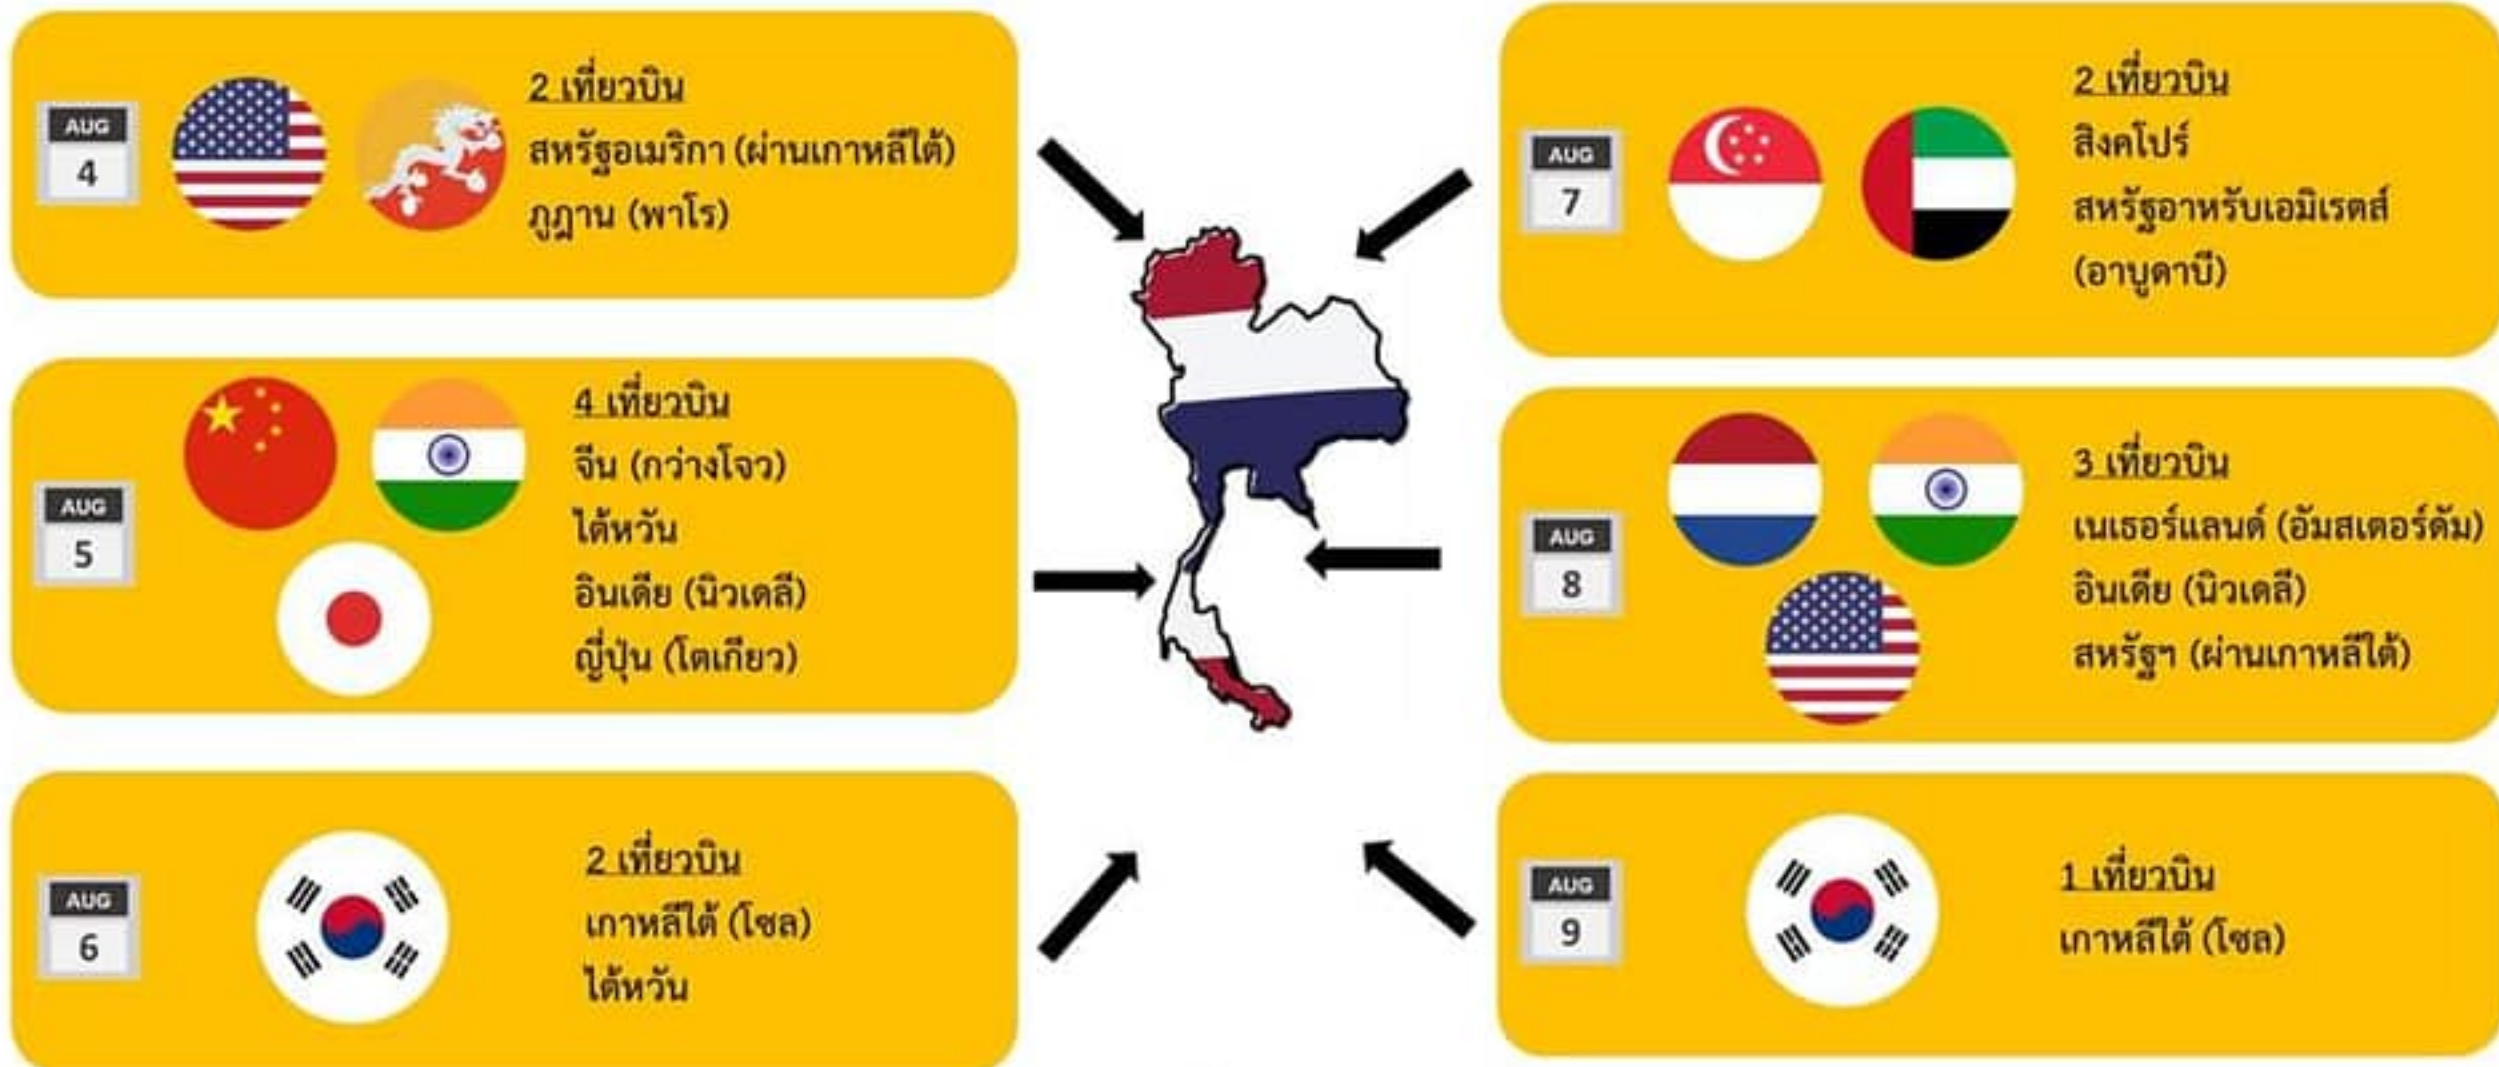 AUG
4
2 เที่ยวบิน
สหรัฐอเมริกา (ผ่านเกาหลีใต้)
ภูฏาน (พาโร)
AUG
5
4 เที่ยวบิน
จีน (กว่างโจว)
ไต้หวัน
อินเดีย (นิวเดลี)
ญี่ปุ่น (โตเกียว)
AUG
6
2 เที่ยวบิน
เกาหลีใต้ (โซล)
ไต้หวัน
AUG
7
2 เที่ยวบิน
สิงคโปร์
สหรัฐอาหรับเอมิเรตส์
(อาบูดาบี)
AUG
8
3 เที่ยวบิน
เนเธอร์แลนด์ (อัมสเตอร์ดัม)
อินเดีย (นิวเดลี)
สหรัฐฯ (ผ่านเกาหลีใต้)
AUG
9
1 เที่ยวบิน
เกาหลีใต้ (โซล)